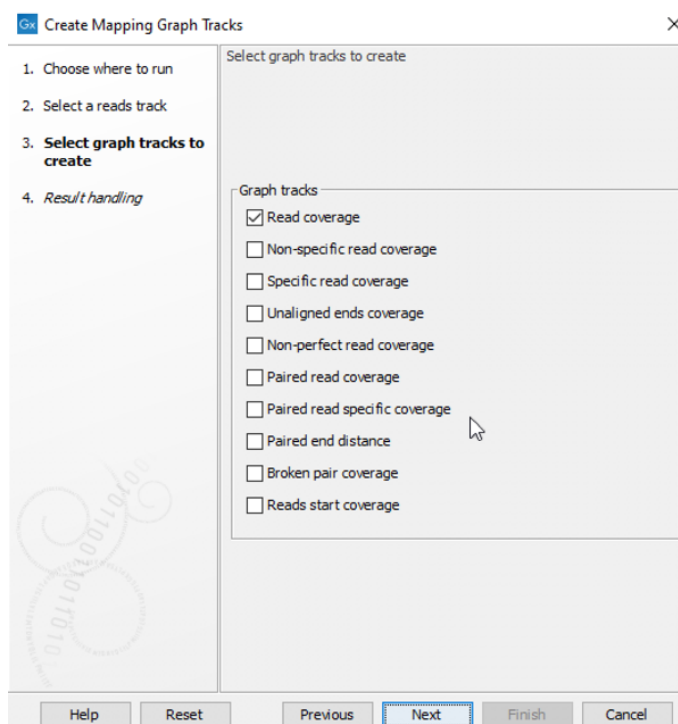 Gx Create Mapping Graph Tracks
1. Choose where to run
2. Select a reads track
3. Select graph tracks to
create
4. Result handling
Select graph tracks to create
Graph tracks
Read coverage
Non-specific read coverage
Specific read coverage
Unaligned ends coverage
Non-perfect read coverage
Paired read coverage
Paired read specific coverage
Paired end distance
Broken pair coverage
Reads start coverage
Help Reset Previous Next Finish Cancel